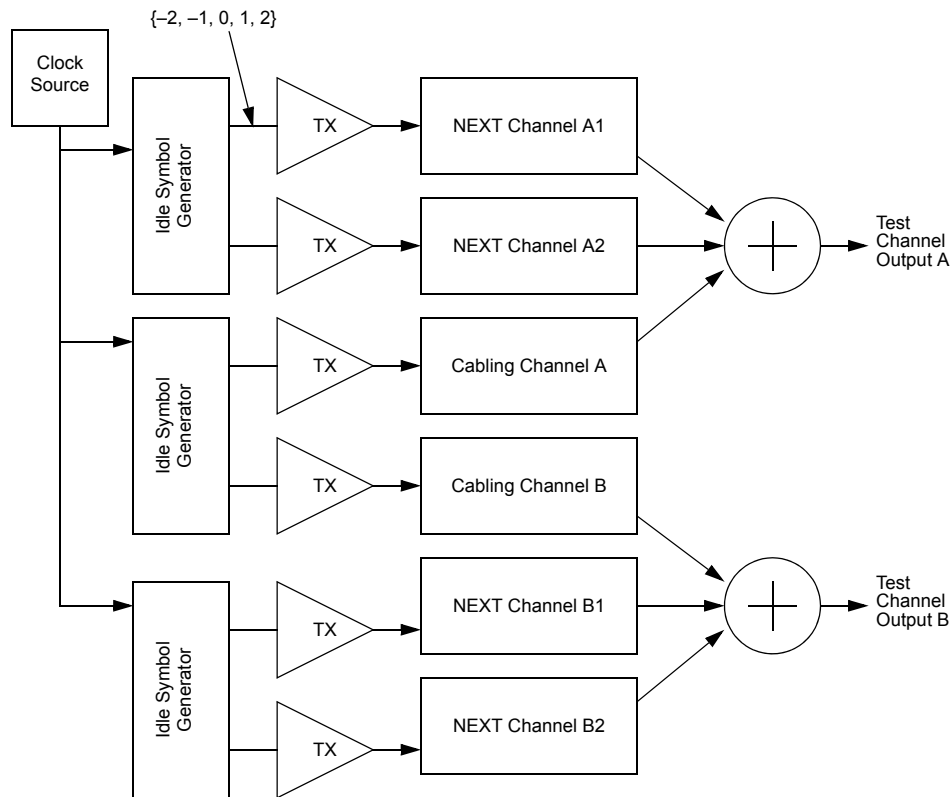 {–2, –1, 0, 1, 2}
Clock
Source
Idle Symbol
Generator
TX
NEXT Channel A1
TX
NEXT Channel A2
Test
Channel
Output A
Idle Symbol
Generator
TX
Cabling Channel A
TX
Cabling Channel B
Idle Symbol
Generator
TX
NEXT Channel B1
Test
Channel
Output B
TX
NEXT Channel B2